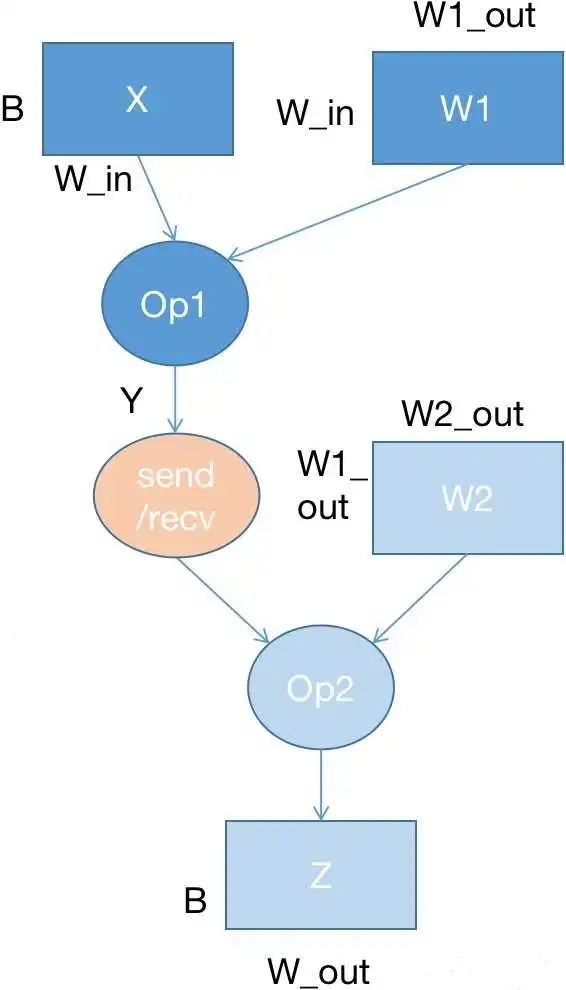 W1_out
B
X
W_in
W1
W_in
Op1
Y
W2_out
send
/recv
W1_
out
W2
Op2
Z
B
W_out